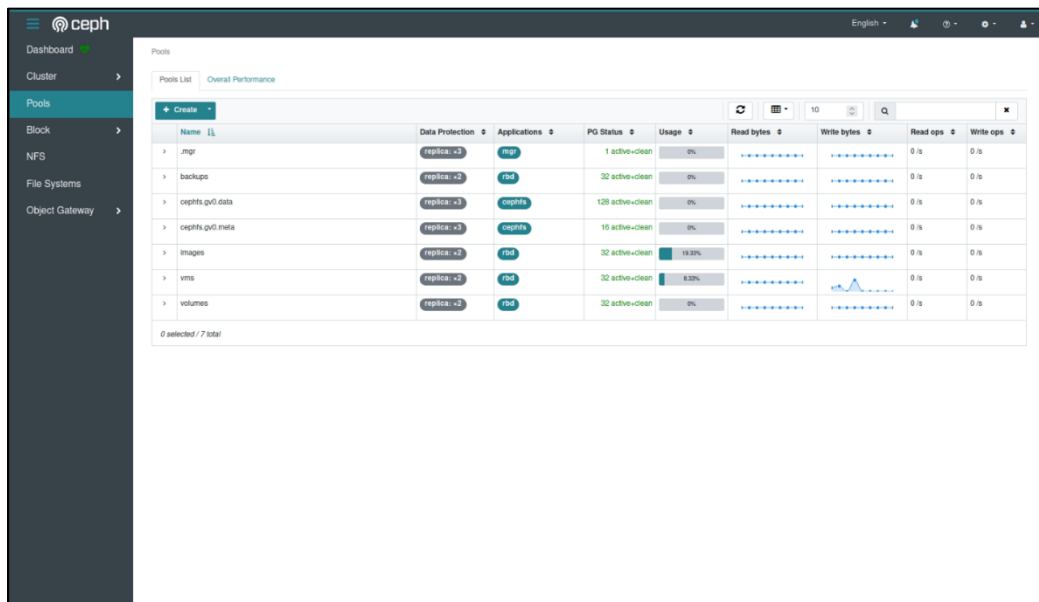 ceph
English
Dashboard
Cluster
Pools
Block
NFS
File Systems
Object Gateway
Pools
Pools List Overall Performance
+ Create 10
Name Data Protection Applications PG Status Usage Read bytes Write bytes Read ops Write ops
.mgr replica: ×3 mgr 1 active+clean 0% 0 /s 0 /s
backups replica: ×2 rbd 32 active+clean 0% 0 /s 0 /s
cephfs.gv0.data replica: ×3 cephfs 128 active+clean 0% 0 /s 0 /s
cephfs.gv0.meta replica: ×3 cephfs 16 active+clean 0% 0 /s 0 /s
images replica: ×2 rbd 32 active+clean 19.33% 0 /s 0 /s
vms replica: ×2 rbd 32 active+clean 0 /s 0 /s
volumes replica: ×2 rbd 32 active+clean 0% 0 /s 0 /s
0 selected / 7 total